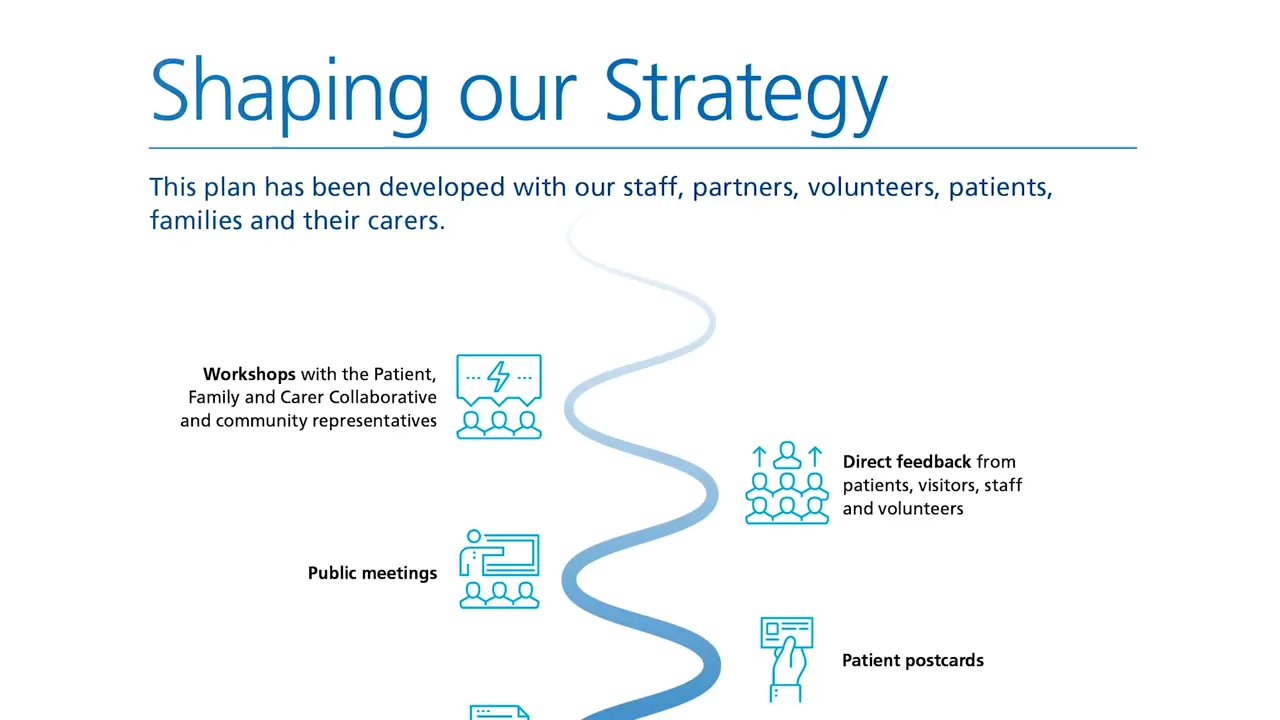 Shaping our Strategy
This plan has been developed with our staff, partners, volunteers, patients,
families and their carers.
Workshops with the Patient,
Family and Carer Collaborative
and community representatives
Direct feedback from
patients, visitors, staff
and volunteers
Public meetings
Patient postcards